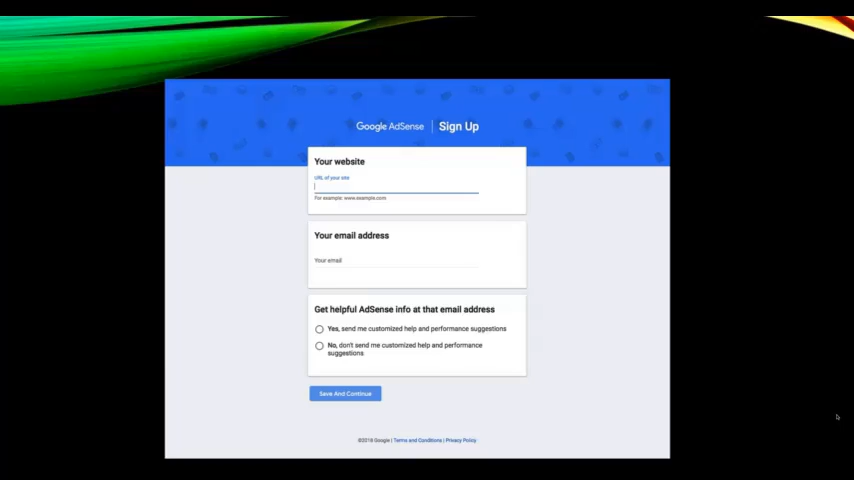 Google AdSense | Sign Up
Your website
URL of your site
For example: www.example.com
Your email address
Your email
Get helpful AdSense info at that email address
Yes, send me customized help and performance suggestions
No, don't send me customized help and performance
suggestions
Save And Continue
©2018 Google | Terms and Conditions | Privacy Policy